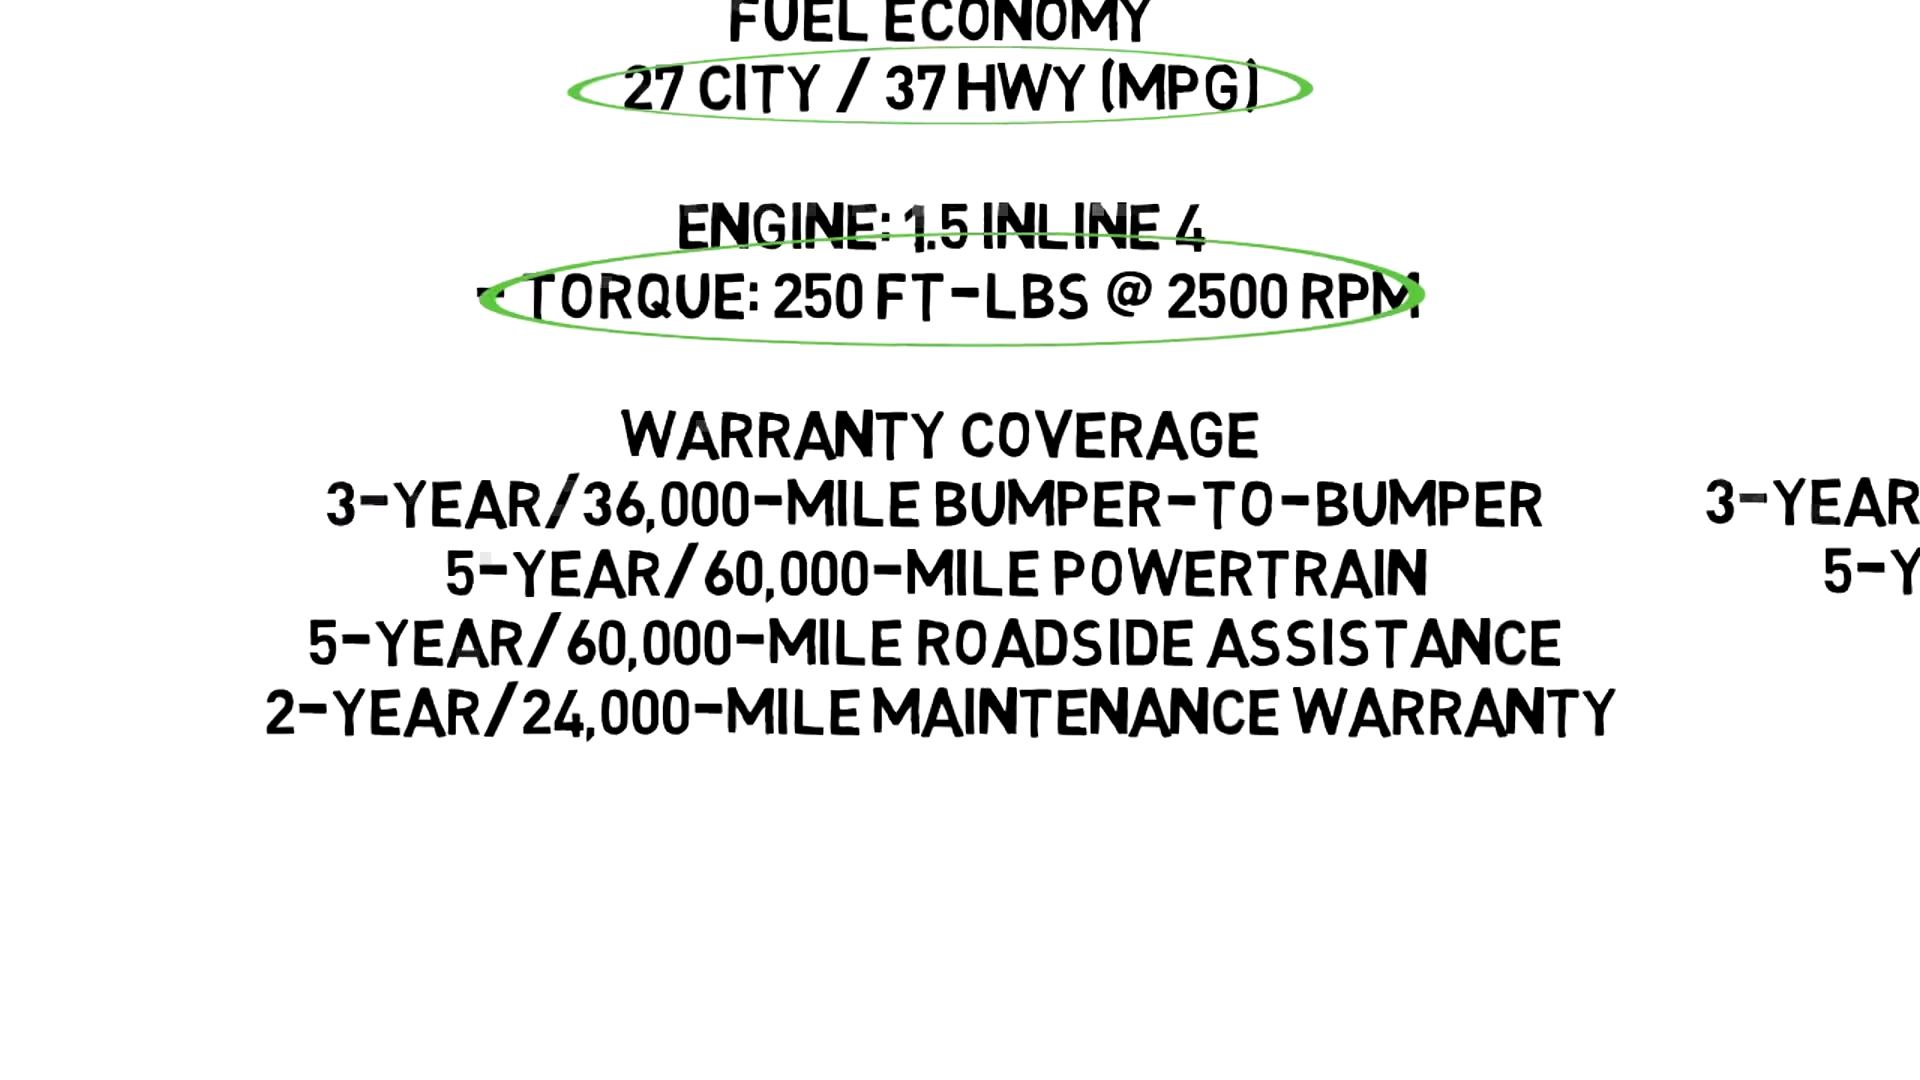 FUEL ECONOMY
27 CITY / 37 HWY (MPG)
ENGINE: 1.5 INLINE 4
- TORQUE: 250 FT-LBS @ 2500 RPM
WARRANTY COVERAGE
3-YEAR/36,000-MILE BUMPER-TO-BUMPER
5-YEAR/60,000-MILE POWERTRAIN
5-YEAR/60,000-MILE ROADSIDE ASSISTANCE
2-YEAR/24,000-MILE MAINTENANCE WARRANTY
3-YEAR
5-Y